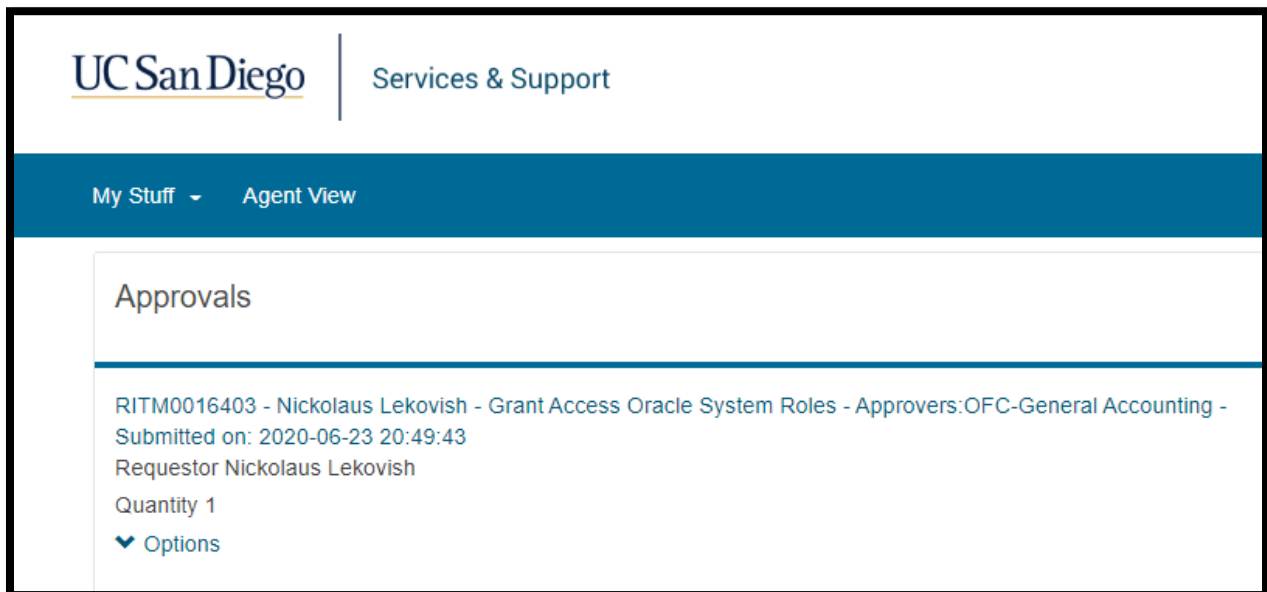 UC San Diego
Services & Support
My Stuff
Agent View
Approvals
RITM0016403 - Nickolaus Lekovish - Grant Access Oracle System Roles - Approvers:OFC-General Accounting -
Submitted on: 2020-06-23 20:49:43
Requestor Nickolaus Lekovish
Quantity 1
Options